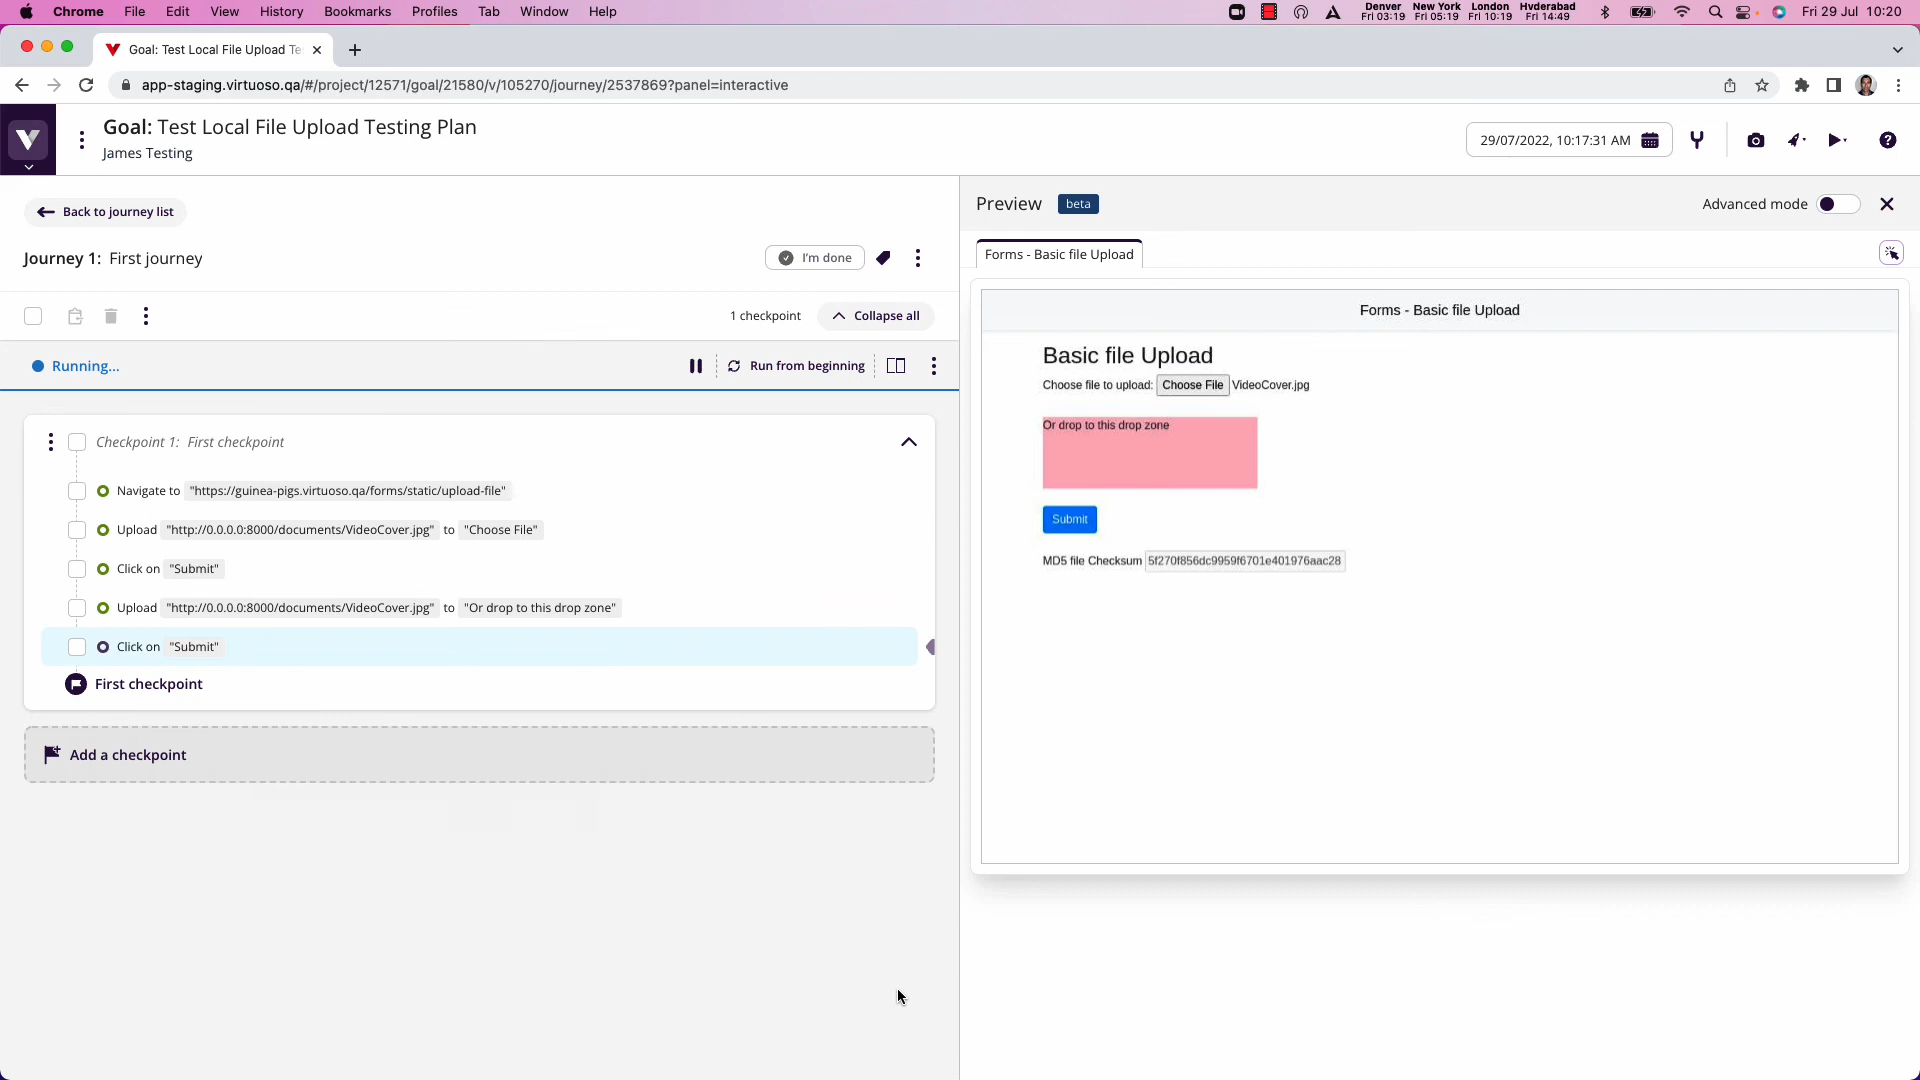 Chrome File Edit View History Bookmarks Profiles Tab Window Help
Denver New York London Hyderabad
Fri 03:19 Fri 05:19 Fri 10:19 Fri 14:49
Fri 29 Jul 10:20
Goal: Test Local File Upload Te
app-staging.virtuoso.qa/#/project/12571/goal/21580/v/105270/journey/2537869?panel=interactive
Goal: Test Local File Upload Testing Plan
James Testing
29/07/2022, 10:17:31 AM
Back to journey list
Journey 1: First journey
I'm done
1 checkpoint
Collapse all
Running...
Run from beginning
Checkpoint 1: First checkpoint
Navigate to "https://guinea-pigs.virtuoso.qa/forms/static/upload-file"
Upload "http://0.0.0.0:8000/documents/VideoCover.jpg" to "Choose File"
Click on "Submit"
Upload "http://0.0.0.0:8000/documents/VideoCover.jpg" to "Or drop to this drop zone"
Click on "Submit"
First checkpoint
Add a checkpoint
Preview beta
Advanced mode
Forms - Basic file Upload
Forms - Basic file Upload
Basic file Upload
Choose file to upload: Choose File VideoCover.jpg
Or drop to this drop zone
Submit
MD5 file Checksum 5f270f856dc9959f6701e401976aac28